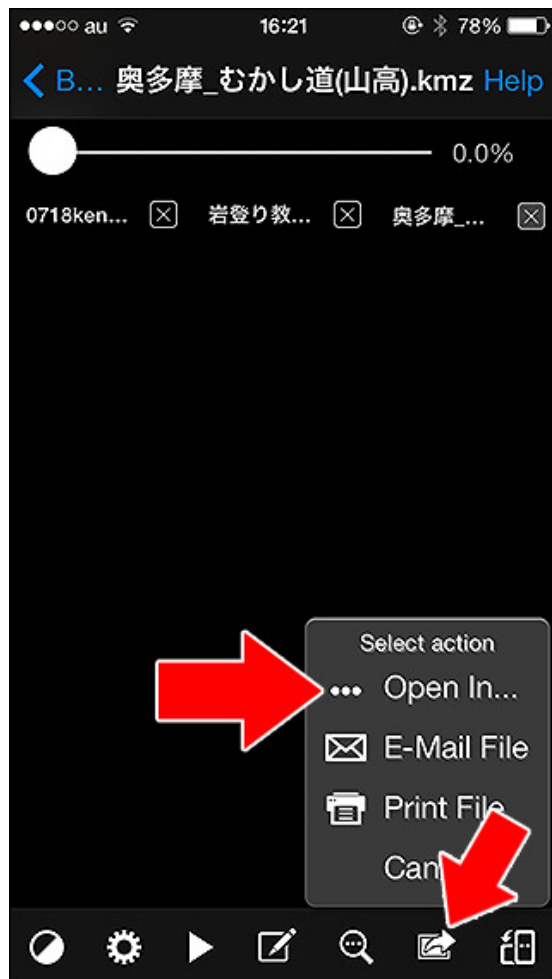 au 16:21 78%
B... 奥多摩_むかし道(山高).kmz Help
0.0%
0718ken... 岩登り教... 奥多摩_...
Select action
Open In...
E-Mail File
Print File